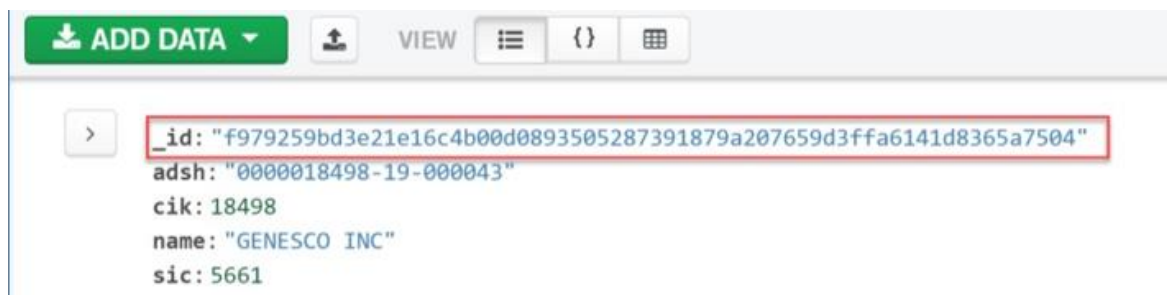 ADD DATA VIEW {}
_id: "f979259bd3e21e16c4b00d0893505287391879a207659d3ffa6141d8365a7504"
adsh: "0000018498-19-000043"
cik: 18498
name: "GENESCO INC"
sic: 5661